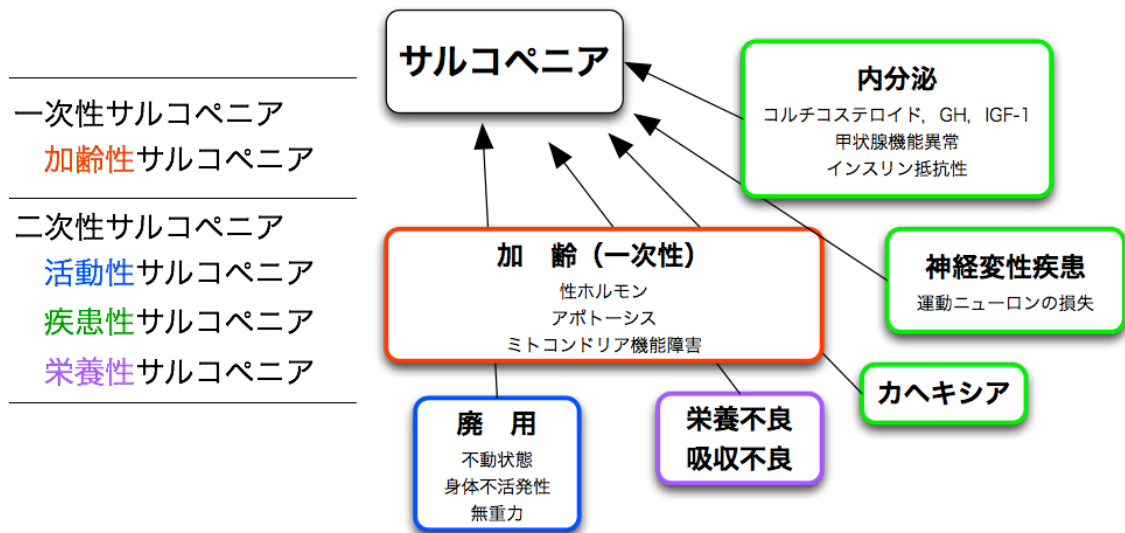 一次性サルコペニア
加齢性サルコペニア
二次性サルコペニア
活動性サルコペニア
疾患性サルコペニア
栄養性サルコペニア
サルコペニア
内分泌
コルチコステロイド, GH, IGF-1
甲状腺機能異常
インスリン抵抗性
加　齢（一次性）
性ホルモン
アポトーシス
ミトコンドリア機能障害
神経変性疾患
運動ニューロンの損失
カヘキシア
廃　用
不動状態
身体不活発性
無重力
栄養不良
吸収不良